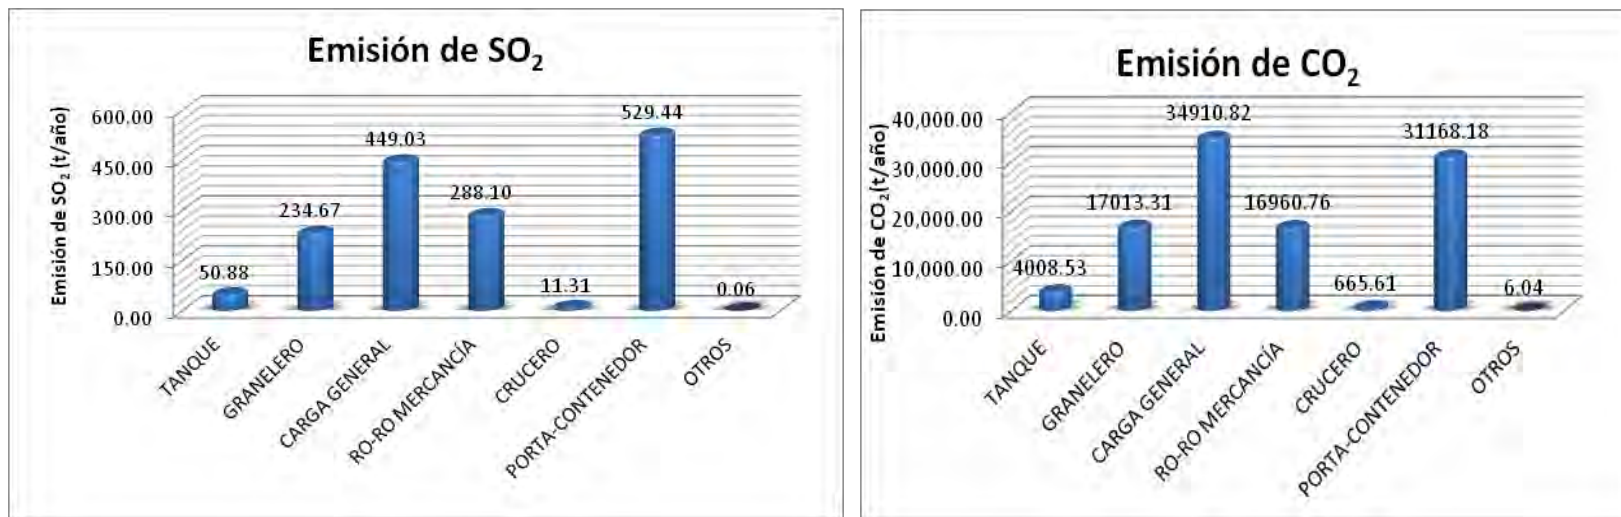 Emisión de SO2
Emisión de SO2 (t/año)
600.00
450.00
300.00
150.00
0.00
50.88
234.67
449.03
288.10
11.31
529.44
0.06
TANQUE
GRANELERO
CARGA GENERAL
RO-RO MERCANCÍA
CRUCERO
PORTA-CONTENEDOR
OTROS
Emisión de CO2
Emisión de CO2(t/año)
40,000.00
30,000.00
20,000.00
10,000.00
0.00
4008.53
17013.31
34910.82
16960.76
665.61
31168.18
6.04
TANQUE
GRANELERO
CARGA GENERAL
RO-RO MERCANCÍA
CRUCERO
PORTA-CONTENEDOR
OTROS